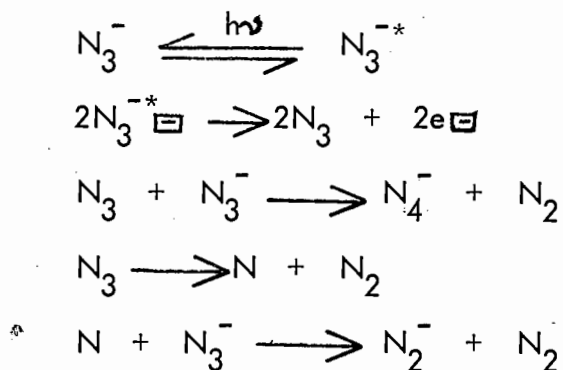 N₃⁻ ⇌ hν N₃⁻*
2N₃⁻* ⊟ → 2N₃ + 2e ⊟
N₃ + N₃⁻ → N₄⁻ + N₂
N₃ → N + N₂
N + N₃⁻ → N₂⁻ + N₂